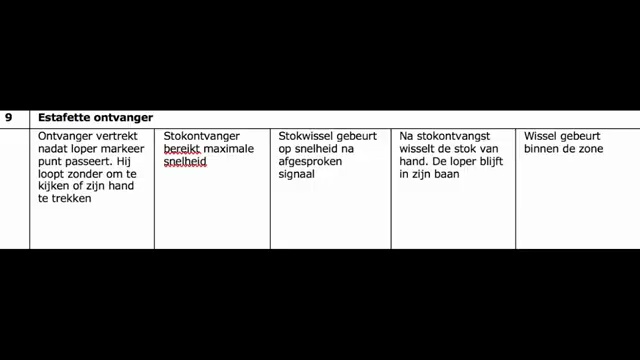 9 Estafette ontvanger
Ontvanger vertrekt
nadat loper markeer
punt passeert. Hij
loopt zonder om te
kijken of zijn hand
te trekken
Stokontvanger
bereikt maximale
snelheid
Stokwissel gebeurt
op snelheid na
afgesproken
signaal
Na stokontvangst
wisselt de stok van
hand. De loper blijft
in zijn baan
Wissel gebeurt
binnen de zone